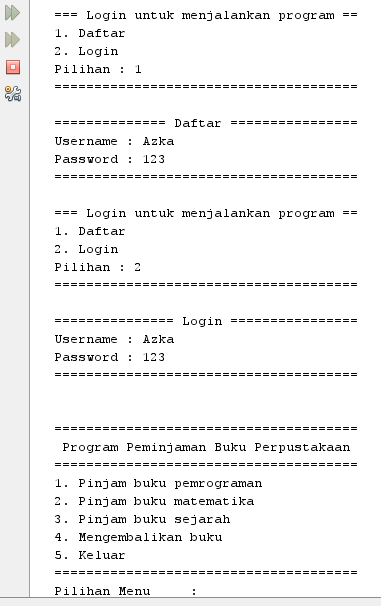 === Login untuk menjalankan program ==
1. Daftar
2. Login
Pilihan : 1
======================================
============== Daftar ================
Username : Azka
Password : 123
======================================
=== Login untuk menjalankan program ==
1. Daftar
2. Login
Pilihan : 2
======================================
=============== Login ================
Username : Azka
Password : 123
======================================
======================================
Program Peminjaman Buku Perpustakaan
======================================
1. Pinjam buku pemrograman
2. Pinjam buku matematika
3. Pinjam buku sejarah
4. Mengembalikan buku
5. Keluar
======================================
Pilihan Menu     :